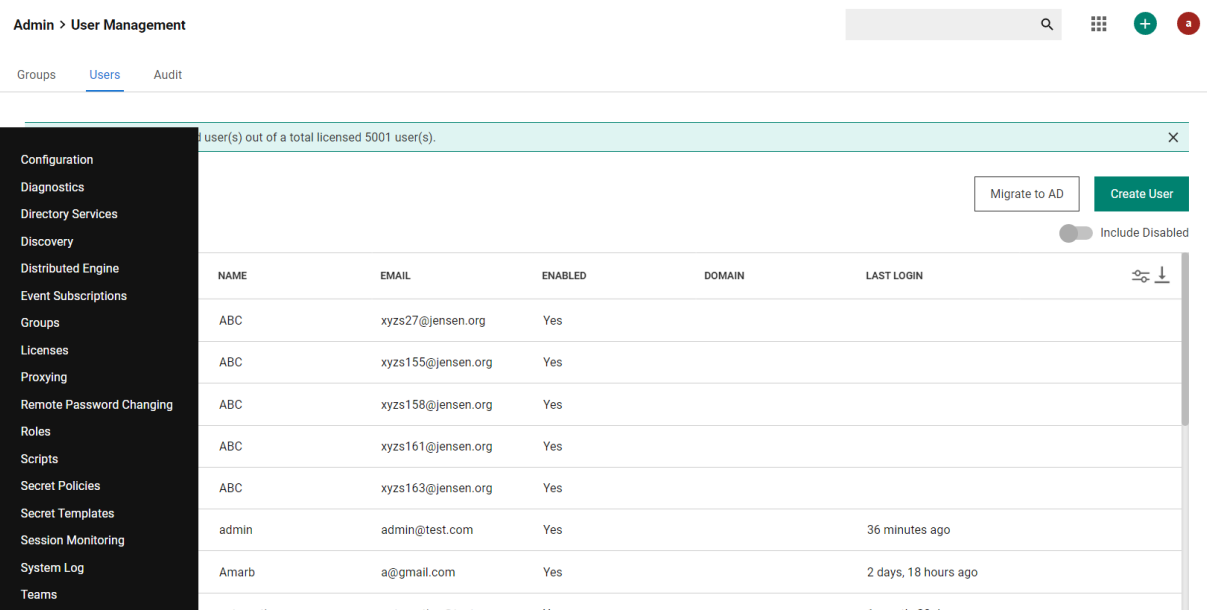 Admin > User Management
a
Groups Users Audit
user(s) out of a total licensed 5001 user(s).
Configuration
Diagnostics
Directory Services
Discovery
Distributed Engine
Event Subscriptions
Groups
Licenses
Proxying
Remote Password Changing
Roles
Scripts
Secret Policies
Secret Templates
Session Monitoring
System Log
Teams
Migrate to AD Create User
Include Disabled
NAME EMAIL ENABLED DOMAIN LAST LOGIN
ABC xyzs27@jensen.org Yes
ABC xyzs155@jensen.org Yes
ABC xyzs158@jensen.org Yes
ABC xyzs161@jensen.org Yes
ABC xyzs163@jensen.org Yes
admin admin@test.com Yes 36 minutes ago
Amarb a@gmail.com Yes 2 days, 18 hours ago